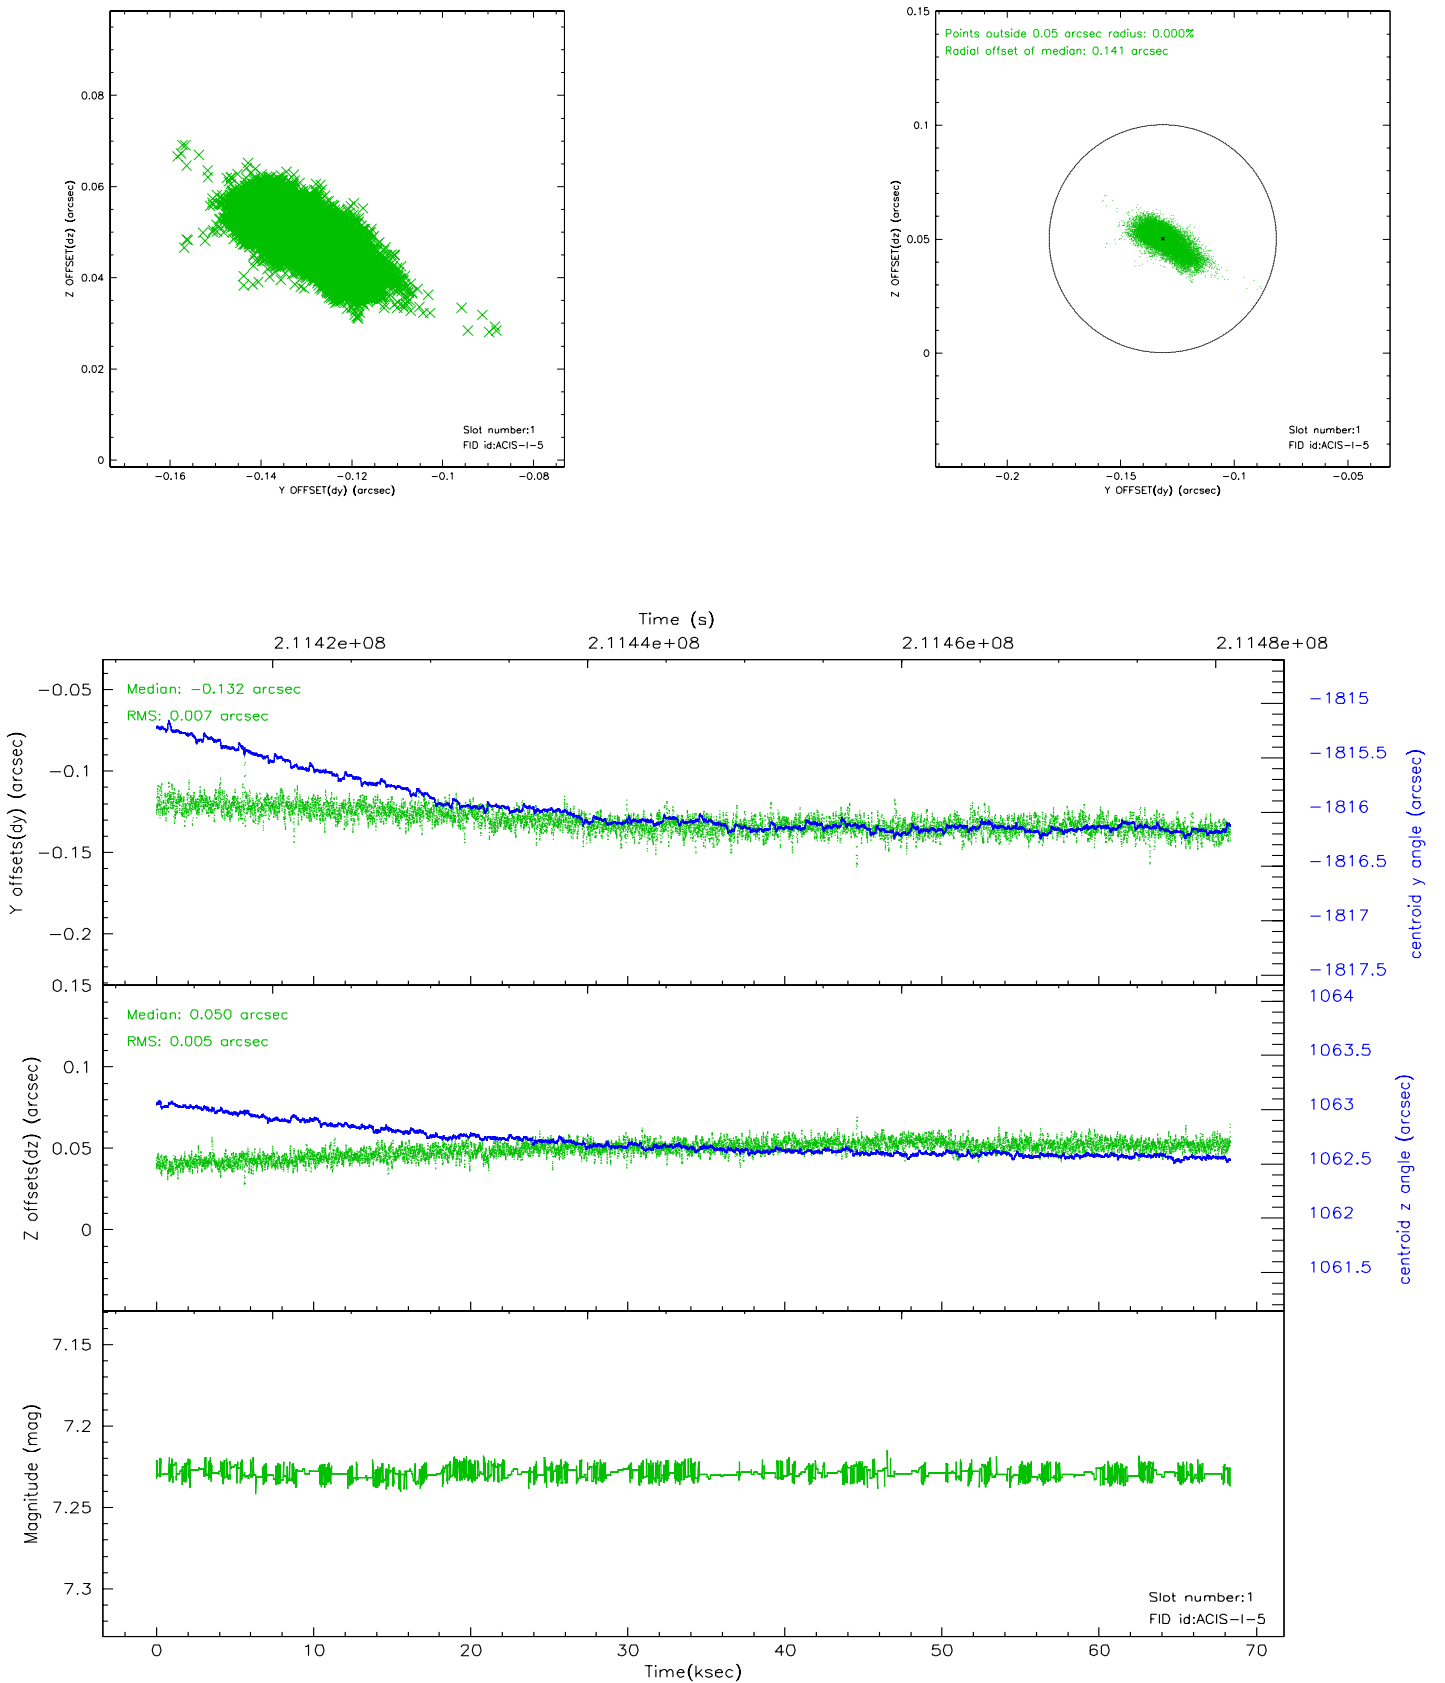 0.08
0.06
0.04
0.02
0
Z OFFSET(dz) (arcsec)
Slot number:1
FID id:ACIS-I-5
-0.16
-0.14
-0.12
-0.1
-0.08
Y OFFSET(dy) (arcsec)
0.15
0.1
0.05
0
Z OFFSET(dz) (arcsec)
Points outside 0.05 arcsec radius: 0.000%
Radial offset of median: 0.141 arcsec
Slot number:1
FID id:ACIS-I-5
-0.2
-0.15
-0.1
-0.05
Y OFFSET(dy) (arcsec)
Time (s)
2.1142e+08
2.1144e+08
2.1146e+08
2.1148e+08
-0.05
-0.1
-0.15
-0.2
Y offsets(dy) (arcsec)
Median: -0.132 arcsec
RMS: 0.007 arcsec
-1815
-1815.5
-1816
-1816.5
-1817
-1817.5
centroid y angle (arcsec)
0.15
0.1
0.05
0
Z offsets(dz) (arcsec)
Median: 0.050 arcsec
RMS: 0.005 arcsec
1064
1063.5
1063
1062.5
1062
1061.5
centroid z angle (arcsec)
7.15
7.2
7.25
7.3
Magnitude (mag)
Slot number:1
FID id:ACIS-I-5
0
10
20
30
40
50
60
70
Time(ksec)